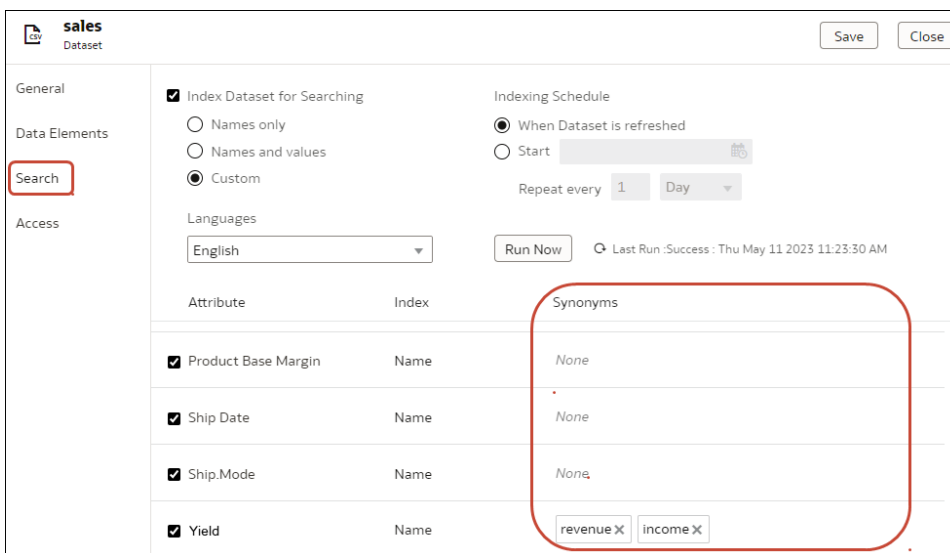 CSV
sales
Dataset
Save
Close
General
Data Elements
Search
Access
Index Dataset for Searching
Names only
Names and values
Custom
Languages
English
Indexing Schedule
When Dataset is refreshed
Start
Repeat every 1 Day
Run Now Last Run :Success : Thu May 11 2023 11:23:30 AM
Attribute Index Synonyms
Product Base Margin Name None
Ship Date Name None
Ship.Mode Name None
Yield Name revenue income